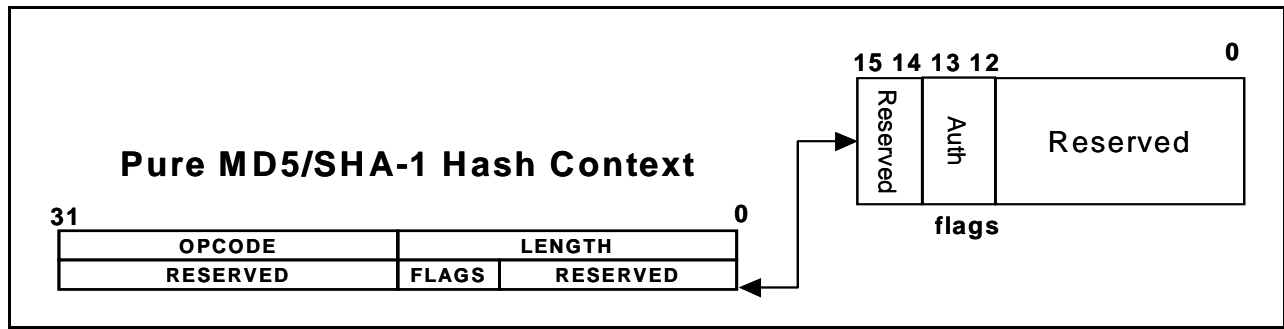 15 14 13 12 0
Reserved Auth Reserved
flags
Pure MD5/SHA-1 Hash Context
31 0
OPCODE LENGTH
RESERVED FLAGS RESERVED